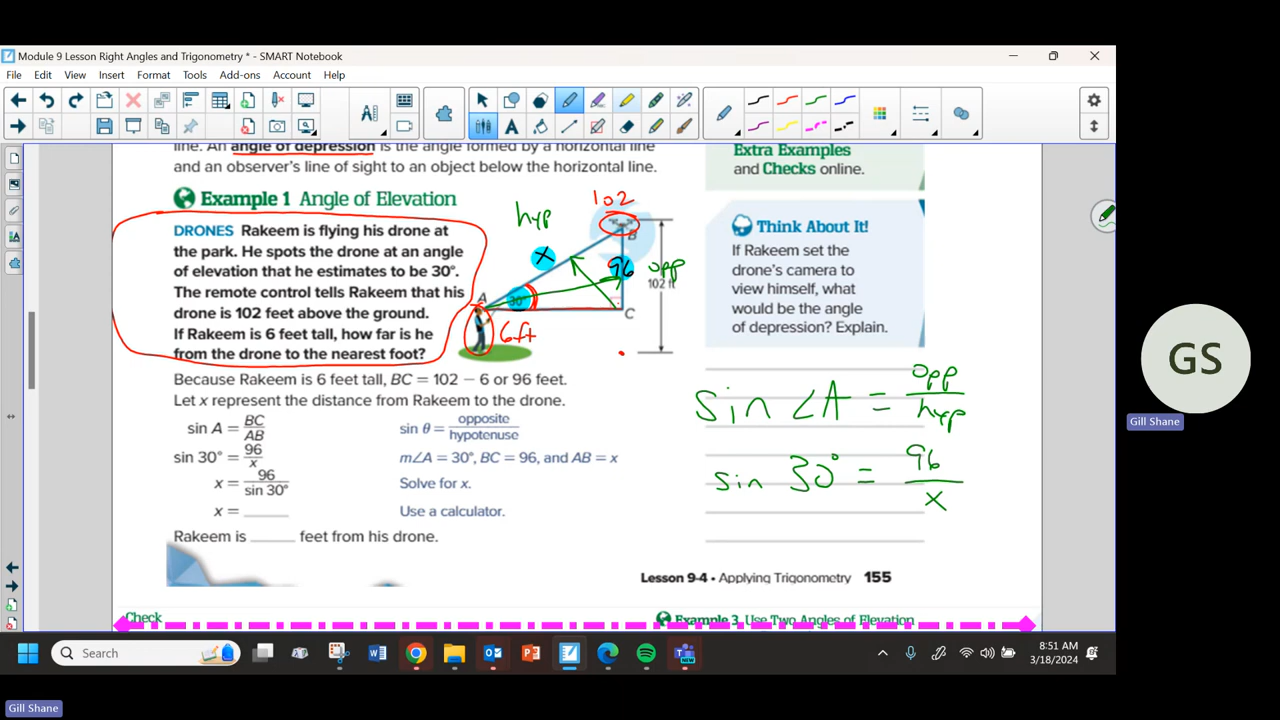 Module 9 Lesson Right Angles and Trigonometry * - SMART Notebook
File Edit View Insert Format Tools Add-ons Account Help
line. An angle of depression is the angle formed by a horizontal line
and an observer's line of sight to an object below the horizontal line.
Example 1 Angle of Elevation
DRONES Rakeem is flying his drone at
the park. He spots the drone at an angle
of elevation that he estimates to be 30°.
The remote control tells Rakeem that his
drone is 102 feet above the ground.
If Rakeem is 6 feet tall, how far is he
from the drone to the nearest foot?
hyp
102
B
x
96
opp
102 ft
A
30°
C
6ft
Because Rakeem is 6 feet tall, BC = 102 − 6 or 96 feet.
Let x represent the distance from Rakeem to the drone.
sin A = BC/AB sin θ = opposite/hypotenuse
sin 30° = 96/x m∠A = 30°, BC = 96, and AB = x
x = 96/sin 30° Solve for x.
x = ____ Use a calculator.
Rakeem is ____ feet from his drone.
Extra Examples
and Checks online.
Think About It!
If Rakeem set the
drone's camera to
view himself, what
would be the angle
of depression? Explain.
sin ∠A = opp/hyp
sin 30° = 96/x
Lesson 9-4 • Applying Trigonometry 155
Check
Example 3 Use Two Angles of Elevation
GS
Gill Shane
Search
8:51 AM
3/18/2024
Gill Shane